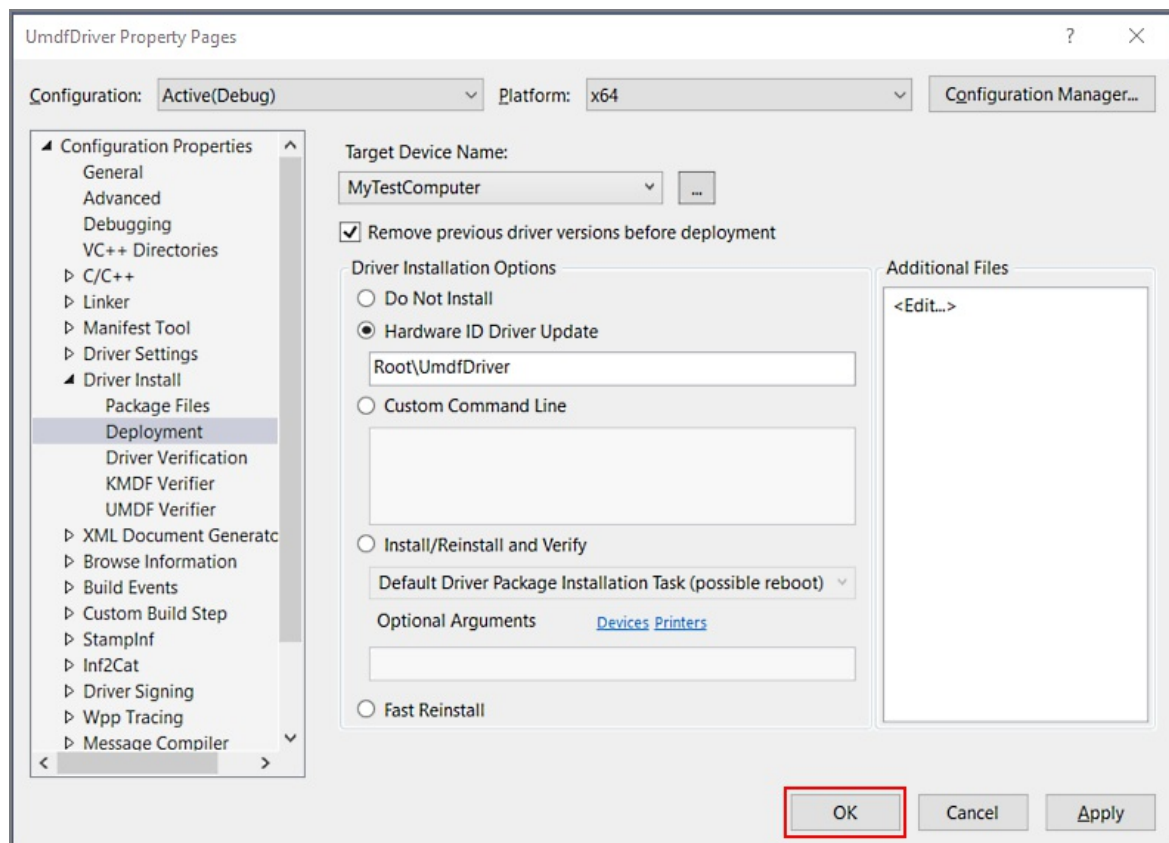 UmdfDriver Property Pages
Configuration: Active(Debug) Platform: x64 Configuration Manager...
Configuration Properties
General
Advanced
Debugging
VC++ Directories
C/C++
Linker
Manifest Tool
Driver Settings
Driver Install
Package Files
Deployment
Driver Verification
KMDF Verifier
UMDF Verifier
XML Document Generatc
Browse Information
Build Events
Custom Build Step
StampInf
Inf2Cat
Driver Signing
Wpp Tracing
Message Compiler
Target Device Name:
MyTestComputer ...
Remove previous driver versions before deployment
Driver Installation Options
Do Not Install
Hardware ID Driver Update
Root\UmdfDriver
Custom Command Line
Install/Reinstall and Verify
Default Driver Package Installation Task (possible reboot)
Optional Arguments Devices Printers
Fast Reinstall
Additional Files
<Edit...>
OK Cancel Apply